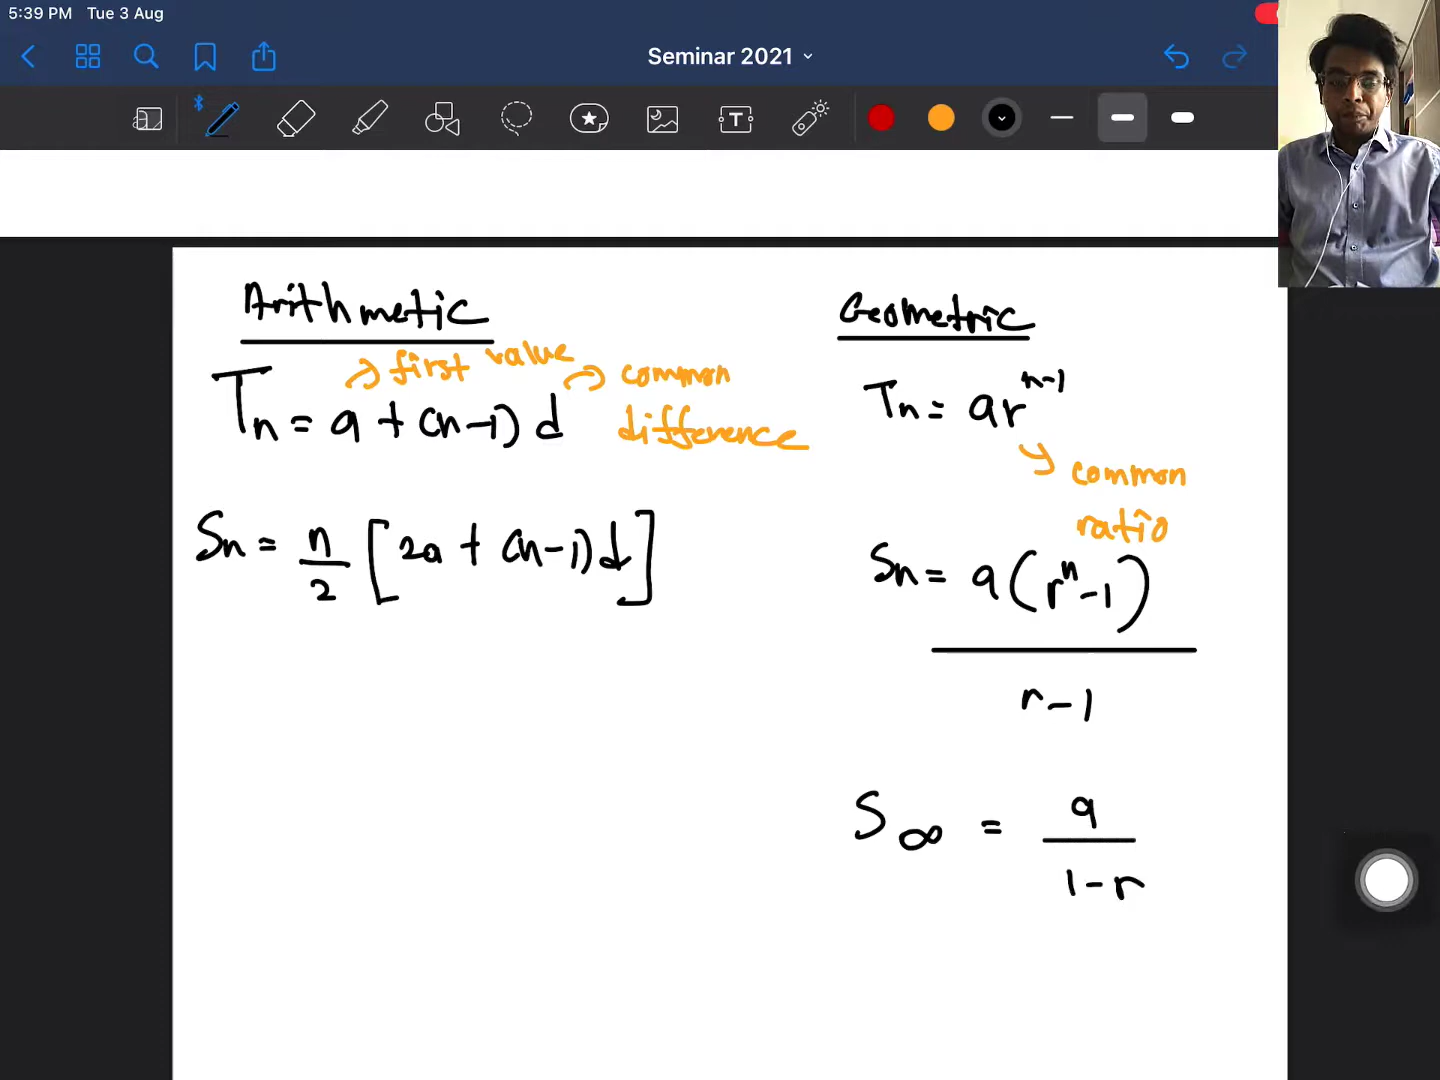 5:39 PM Tue 3 Aug
Seminar 2021
T
Arithmetic
first value
common
difference
Tn = a + (n-1) d
Sn = n/2 [2a + (n-1)d]
Geometric
Tn = ar^n-1
common
ratio
Sn = a(r^n-1)
r-1
S∞ = a
1-r